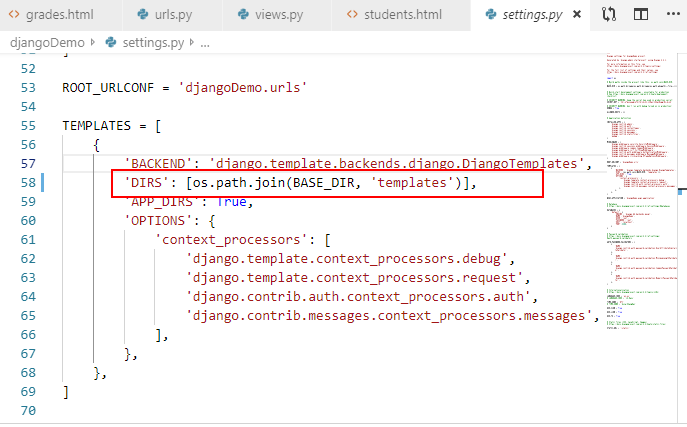 grades.html
urls.py
views.py
students.html
settings.py
djangoDemo > settings.py > ...
52
53 ROOT_URLCONF = 'djangoDemo.urls'
54
55 TEMPLATES = [
56 {
57 'BACKEND': 'django.template.backends.django.DjangoTemplates',
58 'DIRS': [os.path.join(BASE_DIR, 'templates')],
59 'APP_DIRS': True,
60 'OPTIONS': {
61 'context_processors': [
62 'django.template.context_processors.debug',
63 'django.template.context_processors.request',
64 'django.contrib.auth.context_processors.auth',
65 'django.contrib.messages.context_processors.messages',
66 ],
67 },
68 },
69 ]
70